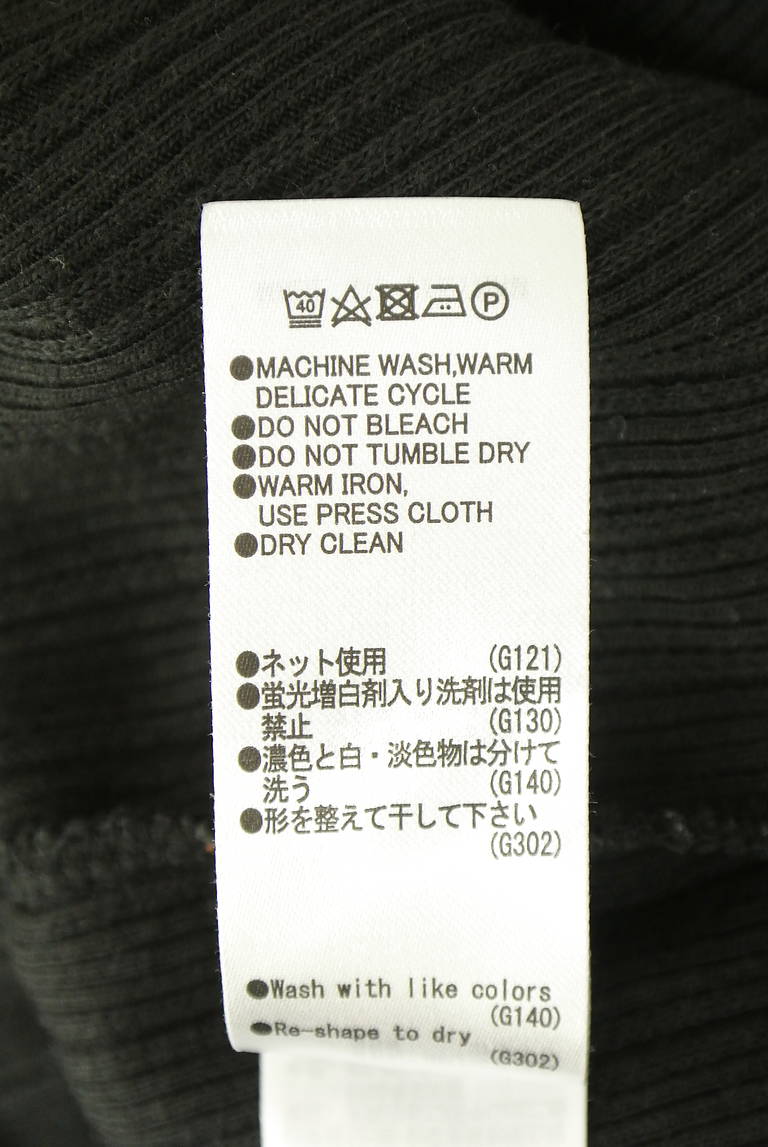 40 P
●MACHINE WASH,WARM
DELICATE CYCLE
●DO NOT BLEACH
●DO NOT TUMBLE DRY
●WARM IRON,
USE PRESS CLOTH
●DRY CLEAN
●ネット使用 (G121)
●蛍光増白剤入り洗剤は使用
禁止 (G130)
●濃色と白・淡色物は分けて
洗う (G140)
●形を整えて干して下さい
(G302)
●Wash with like colors
(G140)
●Re-shape to dry
(G302)